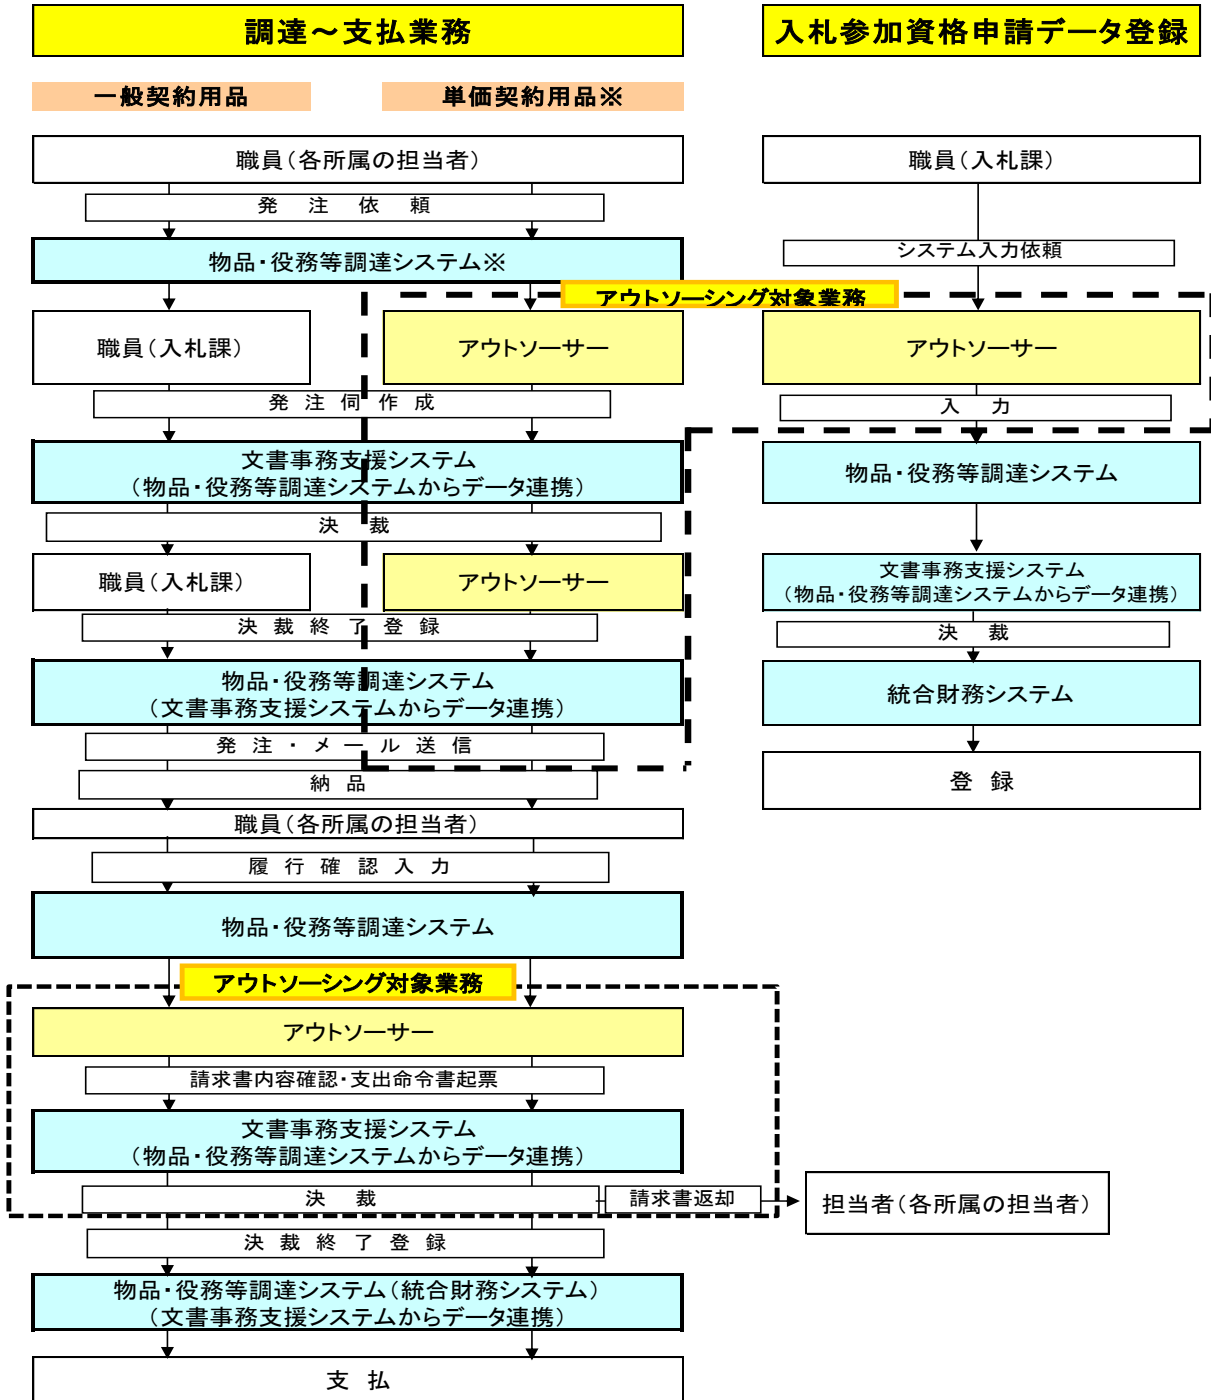 調達～支払業務
一般契約用品
単価契約用品※
職員（各所属の担当者）
発 注 依 頼
物品・役務等調達システム※
アウトソーシング対象業務
職員（入札課）
アウトソーサー
発 注 伺 作 成
文書事務支援システム
（物品・役務等調達システムからデータ連携）
決 裁
職員（入札課）
アウトソーサー
決 裁 終 了 登 録
物品・役務等調達システム
（文書事務支援システムからデータ連携）
発 注 ・ メ ー ル 送 信
納 品
職員（各所属の担当者）
履 行 確 認 入 力
物品・役務等調達システム
アウトソーシング対象業務
アウトソーサー
請求書内容確認・支出命令書起票
文書事務支援システム
（物品・役務等調達システムからデータ連携）
決 裁
請求書返却
担当者（各所属の担当者）
決 裁 終 了 登 録
物品・役務等調達システム（統合財務システム）
（文書事務支援システムからデータ連携）
支 払
入札参加資格申請データ登録
職員（入札課）
システム入力依頼
アウトソーサー
入 力
物品・役務等調達システム
文書事務支援システム
（物品・役務等調達システムからデータ連携）
決 裁
統合財務システム
登 録